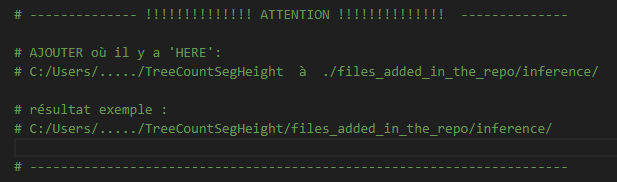 # -------------- !!!!!!!!!!!!!! ATTENTION !!!!!!!!!!!!!!  --------------
# AJOUTER où il y a 'HERE':
# C:/Users/...../TreeCountSegHeight  à  ./files_added_in_the_repo/inference/
# résultat exemple :
# C:/Users/...../TreeCountSegHeight/files_added_in_the_repo/inference/
# ----------------------------------------------------------------------